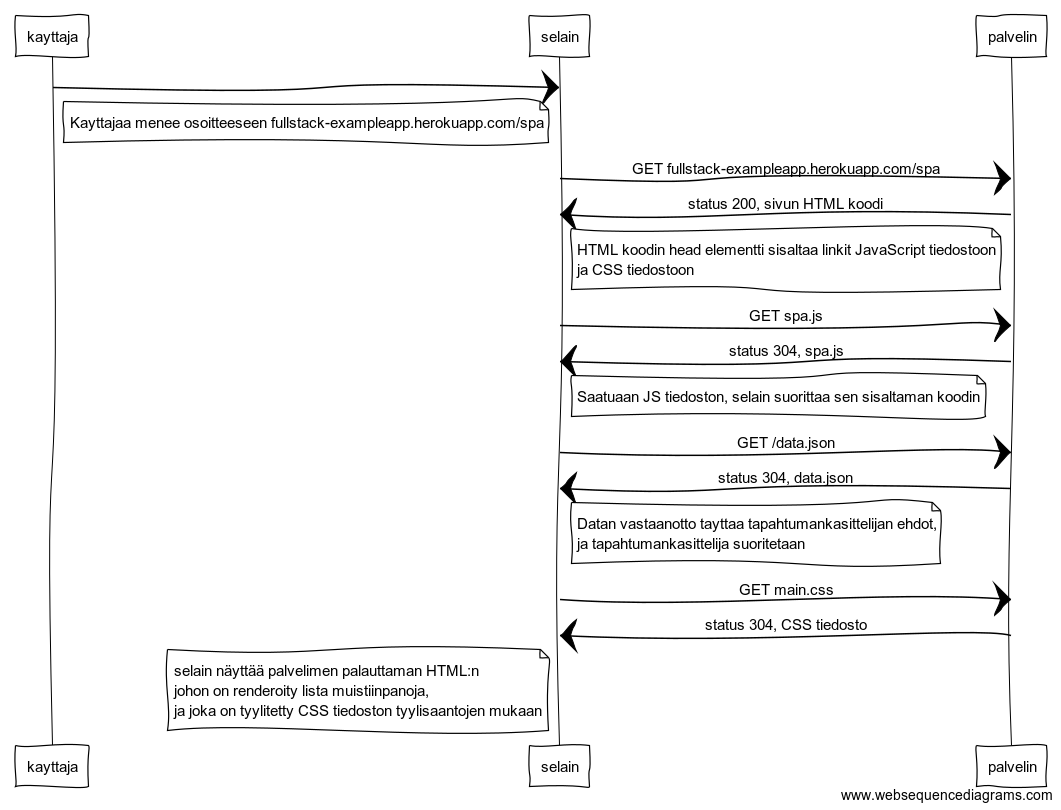 kayttaja
selain
palvelin
Kayttajaa menee osoitteeseen fullstack-exampleapp.herokuapp.com/spa
GET fullstack-exampleapp.herokuapp.com/spa
status 200, sivun HTML koodi
HTML koodin head elementti sisaltaa linkit JavaScript tiedostoon
ja CSS tiedostoon
GET spa.js
status 304, spa.js
Saatuaan JS tiedoston, selain suorittaa sen sisaltaman koodin
GET /data.json
status 304, data.json
Datan vastaanotto tayttaa tapahtumankasittelijan ehdot,
ja tapahtumankasittelija suoritetaan
GET main.css
status 304, CSS tiedosto
selain näyttää palvelimen palauttaman HTML:n
johon on renderoity lista muistiinpanoja,
ja joka on tyylitetty CSS tiedoston tyylisaantojen mukaan
kayttaja
selain
palvelin
www.websequencediagrams.com